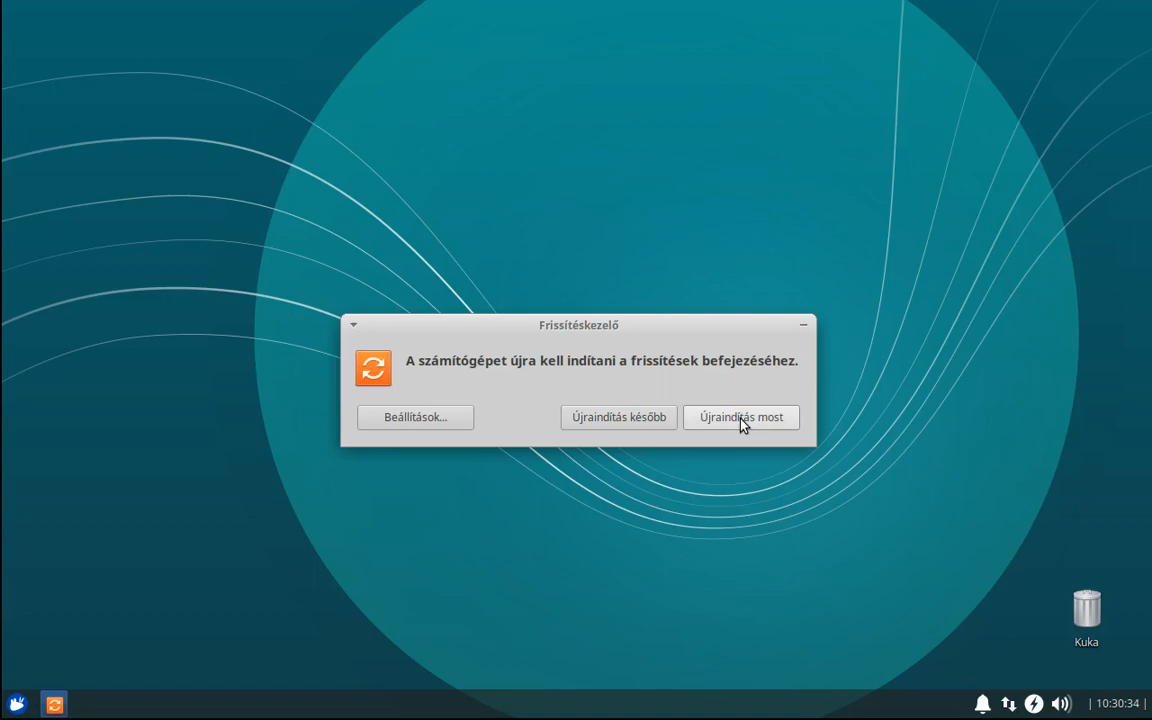 Frissítéskezelő
A számítógépet újra kell indítani a frissítések befejezéséhez.
Beállítások...
Újraindítás később
Újraindítás most
Kuka
10:30:34